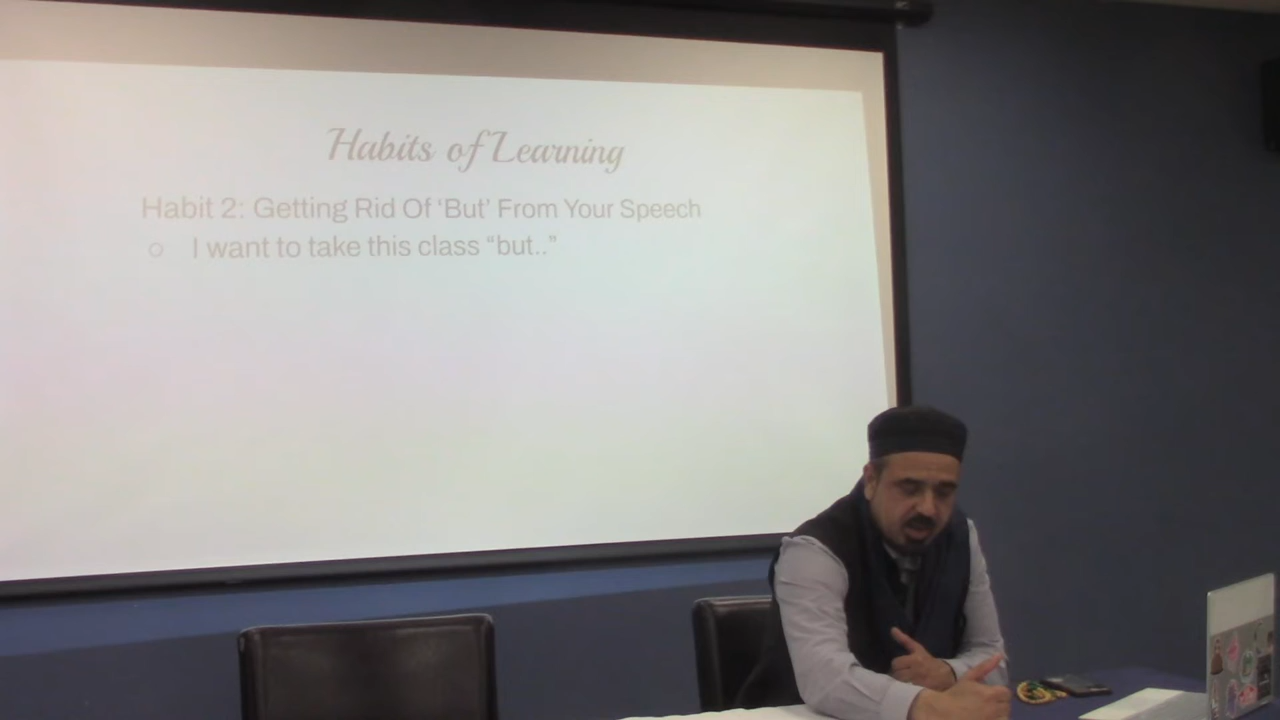 Habits of Learning
Habit 2: Getting Rid Of ‘But’ From Your Speech
○ I want to take this class “but..”